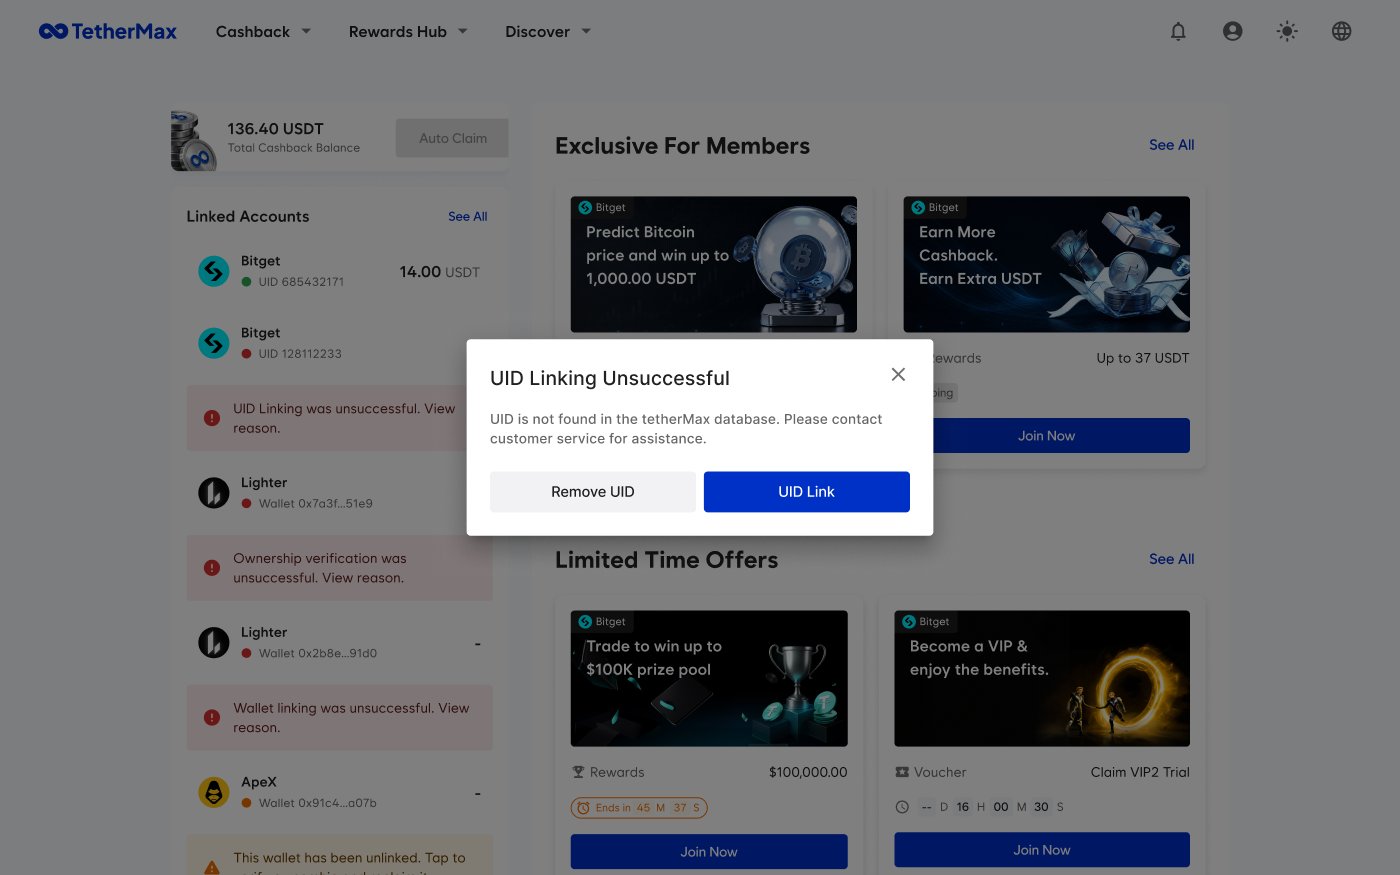 TetherMax
Cashback
Rewards Hub
Discover
136.40 USDT
Total Cashback Balance
Auto Claim
Linked Accounts
See All
Bitget
UID 685432171
14.00 USDT
Bitget
UID 128112233
UID Linking was unsuccessful. View
reason.
Lighter
Wallet 0x7a3f...51e9
Ownership verification was
unsuccessful. View reason.
Lighter
Wallet 0x2b8e...91d0
-
Wallet linking was unsuccessful. View
reason.
ApeX
Wallet 0x91c4...a07b
-
This wallet has been unlinked. Tap to
Exclusive For Members
See All
Bitget
Predict Bitcoin
price and win up to
1,000.00 USDT
Bitget
Earn More
Cashback.
Earn Extra USDT
Up to 37 USDT
Join Now
UID Linking Unsuccessful
UID is not found in the tetherMax database. Please contact
customer service for assistance.
Remove UID
UID Link
Limited Time Offers
See All
Bitget
Trade to win up to
$100K prize pool
Rewards
$100,000.00
Ends in 45 M 37 S
Join Now
Bitget
Become a VIP &
enjoy the benefits.
Voucher
Claim VIP2 Trial
-- D 16 H 00 M 30 S
Join Now